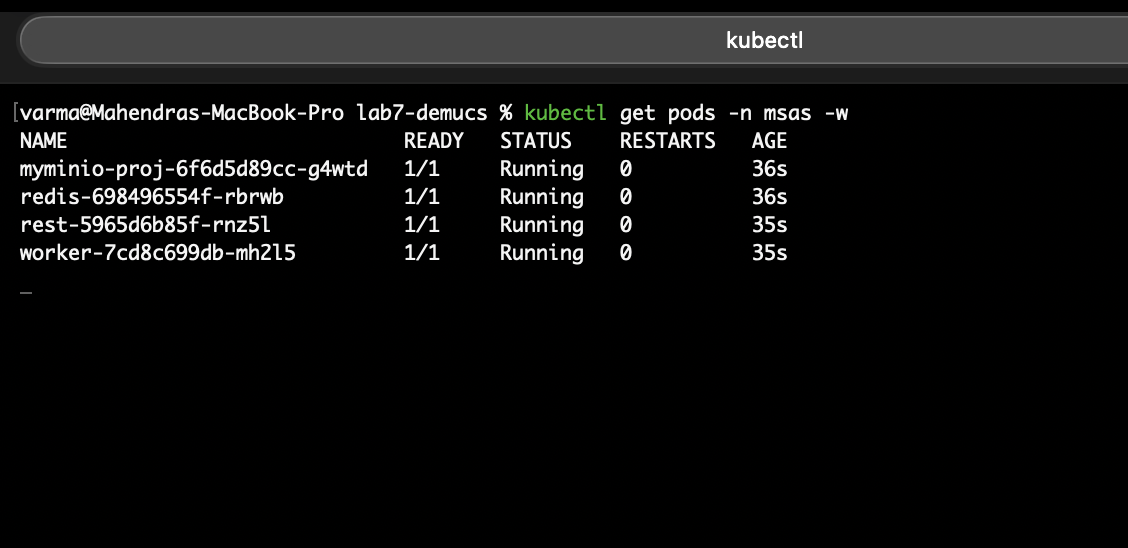 kubectl
[varma@Mahendras-MacBook-Pro lab7-demucs % kubectl get pods -n msas -w
NAME READY STATUS RESTARTS AGE
myminio-proj-6f6d5d89cc-g4wtd 1/1 Running 0 36s
redis-698496554f-rbrwb 1/1 Running 0 36s
rest-5965d6b85f-rnz5l 1/1 Running 0 35s
worker-7cd8c699db-mh2l5 1/1 Running 0 35s